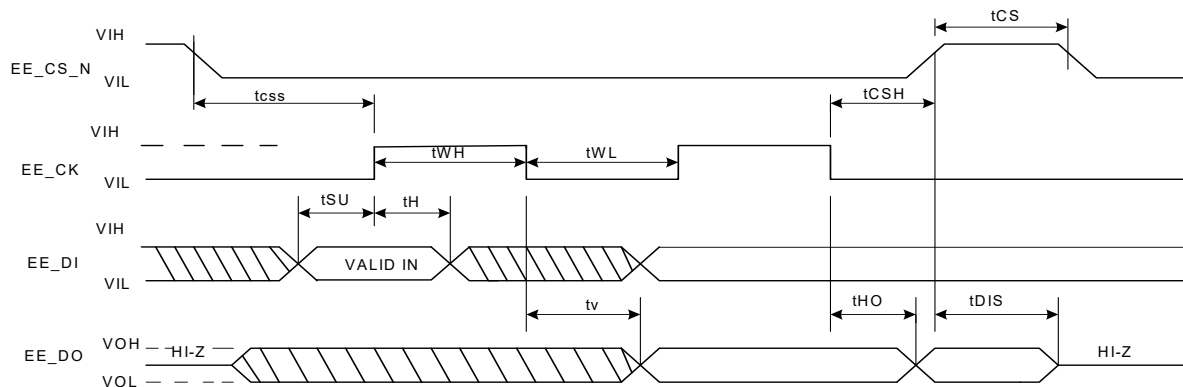 tCS
VIH
EE_CS_N
VIL
tcss
tCSH
VIH
tWH
tWL
EE_CK
VIL
tSU
tH
VIH
EE_DI
VALID IN
VIL
tv
tHO
tDIS
VOH
EE_DO
HI-Z
HI-Z
VOL